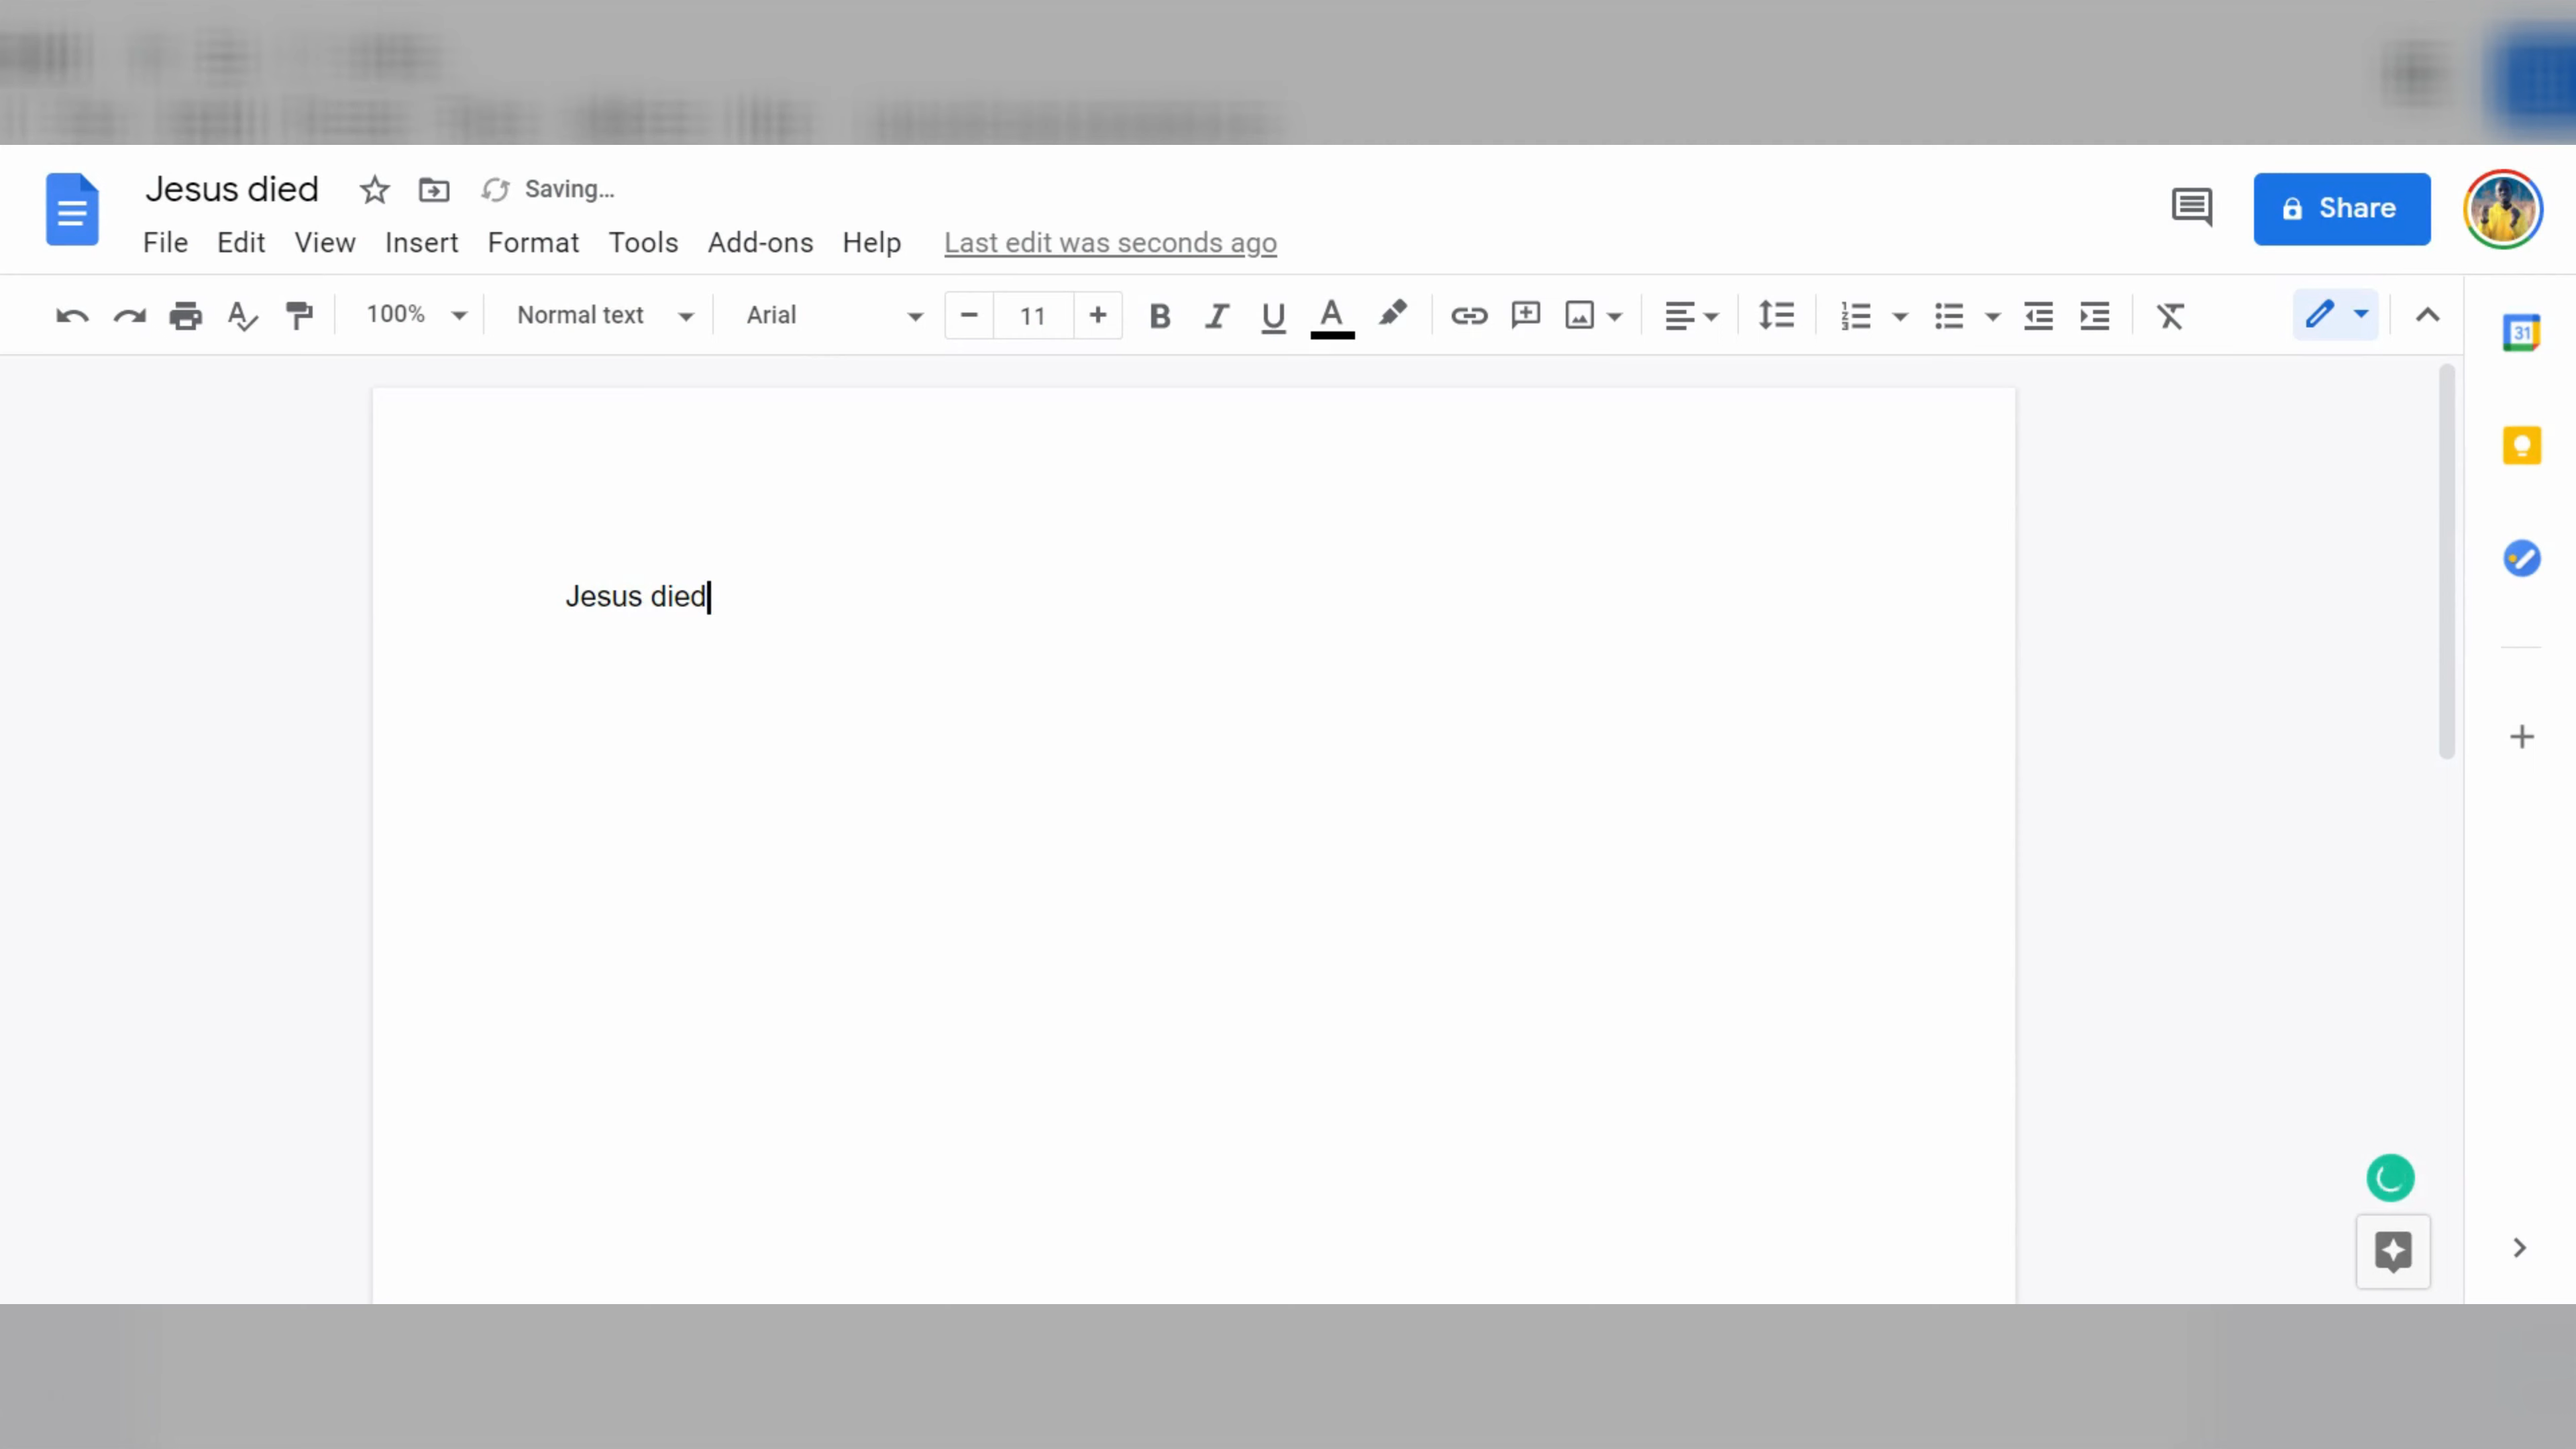 Jesus died Saving...
File Edit View Insert Format Tools Add-ons Help Last edit was seconds ago
Share
100% Normal text Arial 11
31
Jesus died